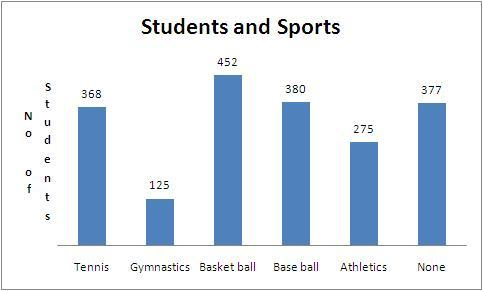 Students and Sports
No of
Students
368
125
452
380
275
377
Tennis
Gymnastics
Basket ball
Base ball
Athletics
None